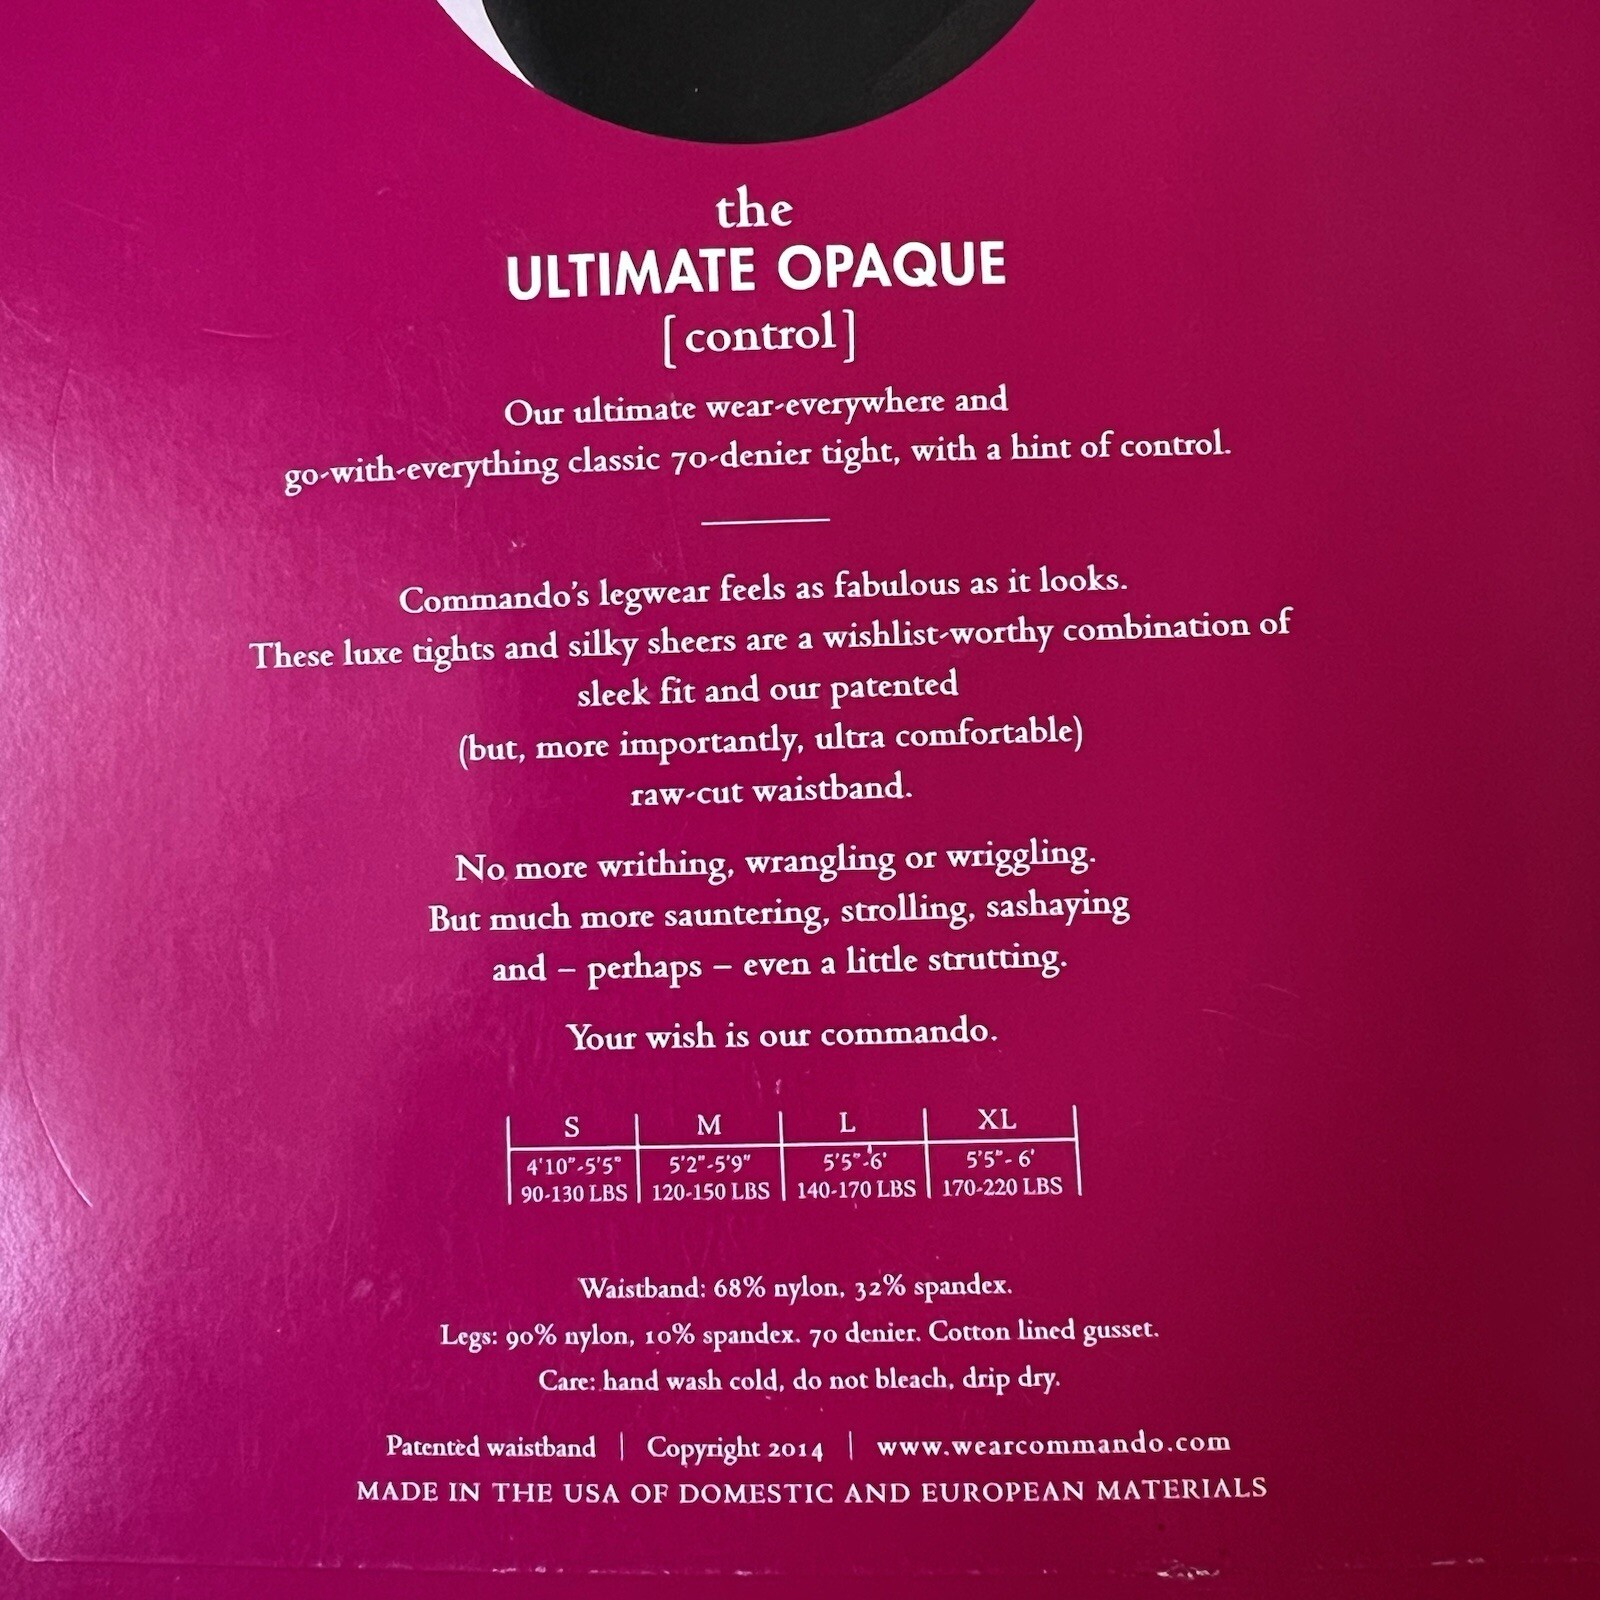 the
ULTIMATE OPAQUE
[control]
Our ultimate wear-everywhere and
go-with-everything classic 70-denier tight, with a hint of control.
Commando's legwear feels as fabulous as it looks.
These luxe tights and silky sheers are a wishlist-worthy combination of
sleek fit and our patented
(but, more importantly, ultra comfortable)
raw-cut waistband.
No more writhing, wrangling or wriggling.
But much more sauntering, strolling, sashaying
and – perhaps – even a little strutting.
Your wish is our commando.
S M L XL
4'10"-5'5" 5'2"-5'9" 5'5"-6' 5'5"- 6'
90-130 LBS 120-150 LBS 140-170 LBS 170-220 LBS
Waistband: 68% nylon, 32% spandex.
Legs: 90% nylon, 10% spandex. 70 denier. Cotton lined gusset.
Care: hand wash cold, do not bleach, drip dry.
Patented waistband | Copyright 2014 | www.wearcommando.com
MADE IN THE USA OF DOMESTIC AND EUROPEAN MATERIALS